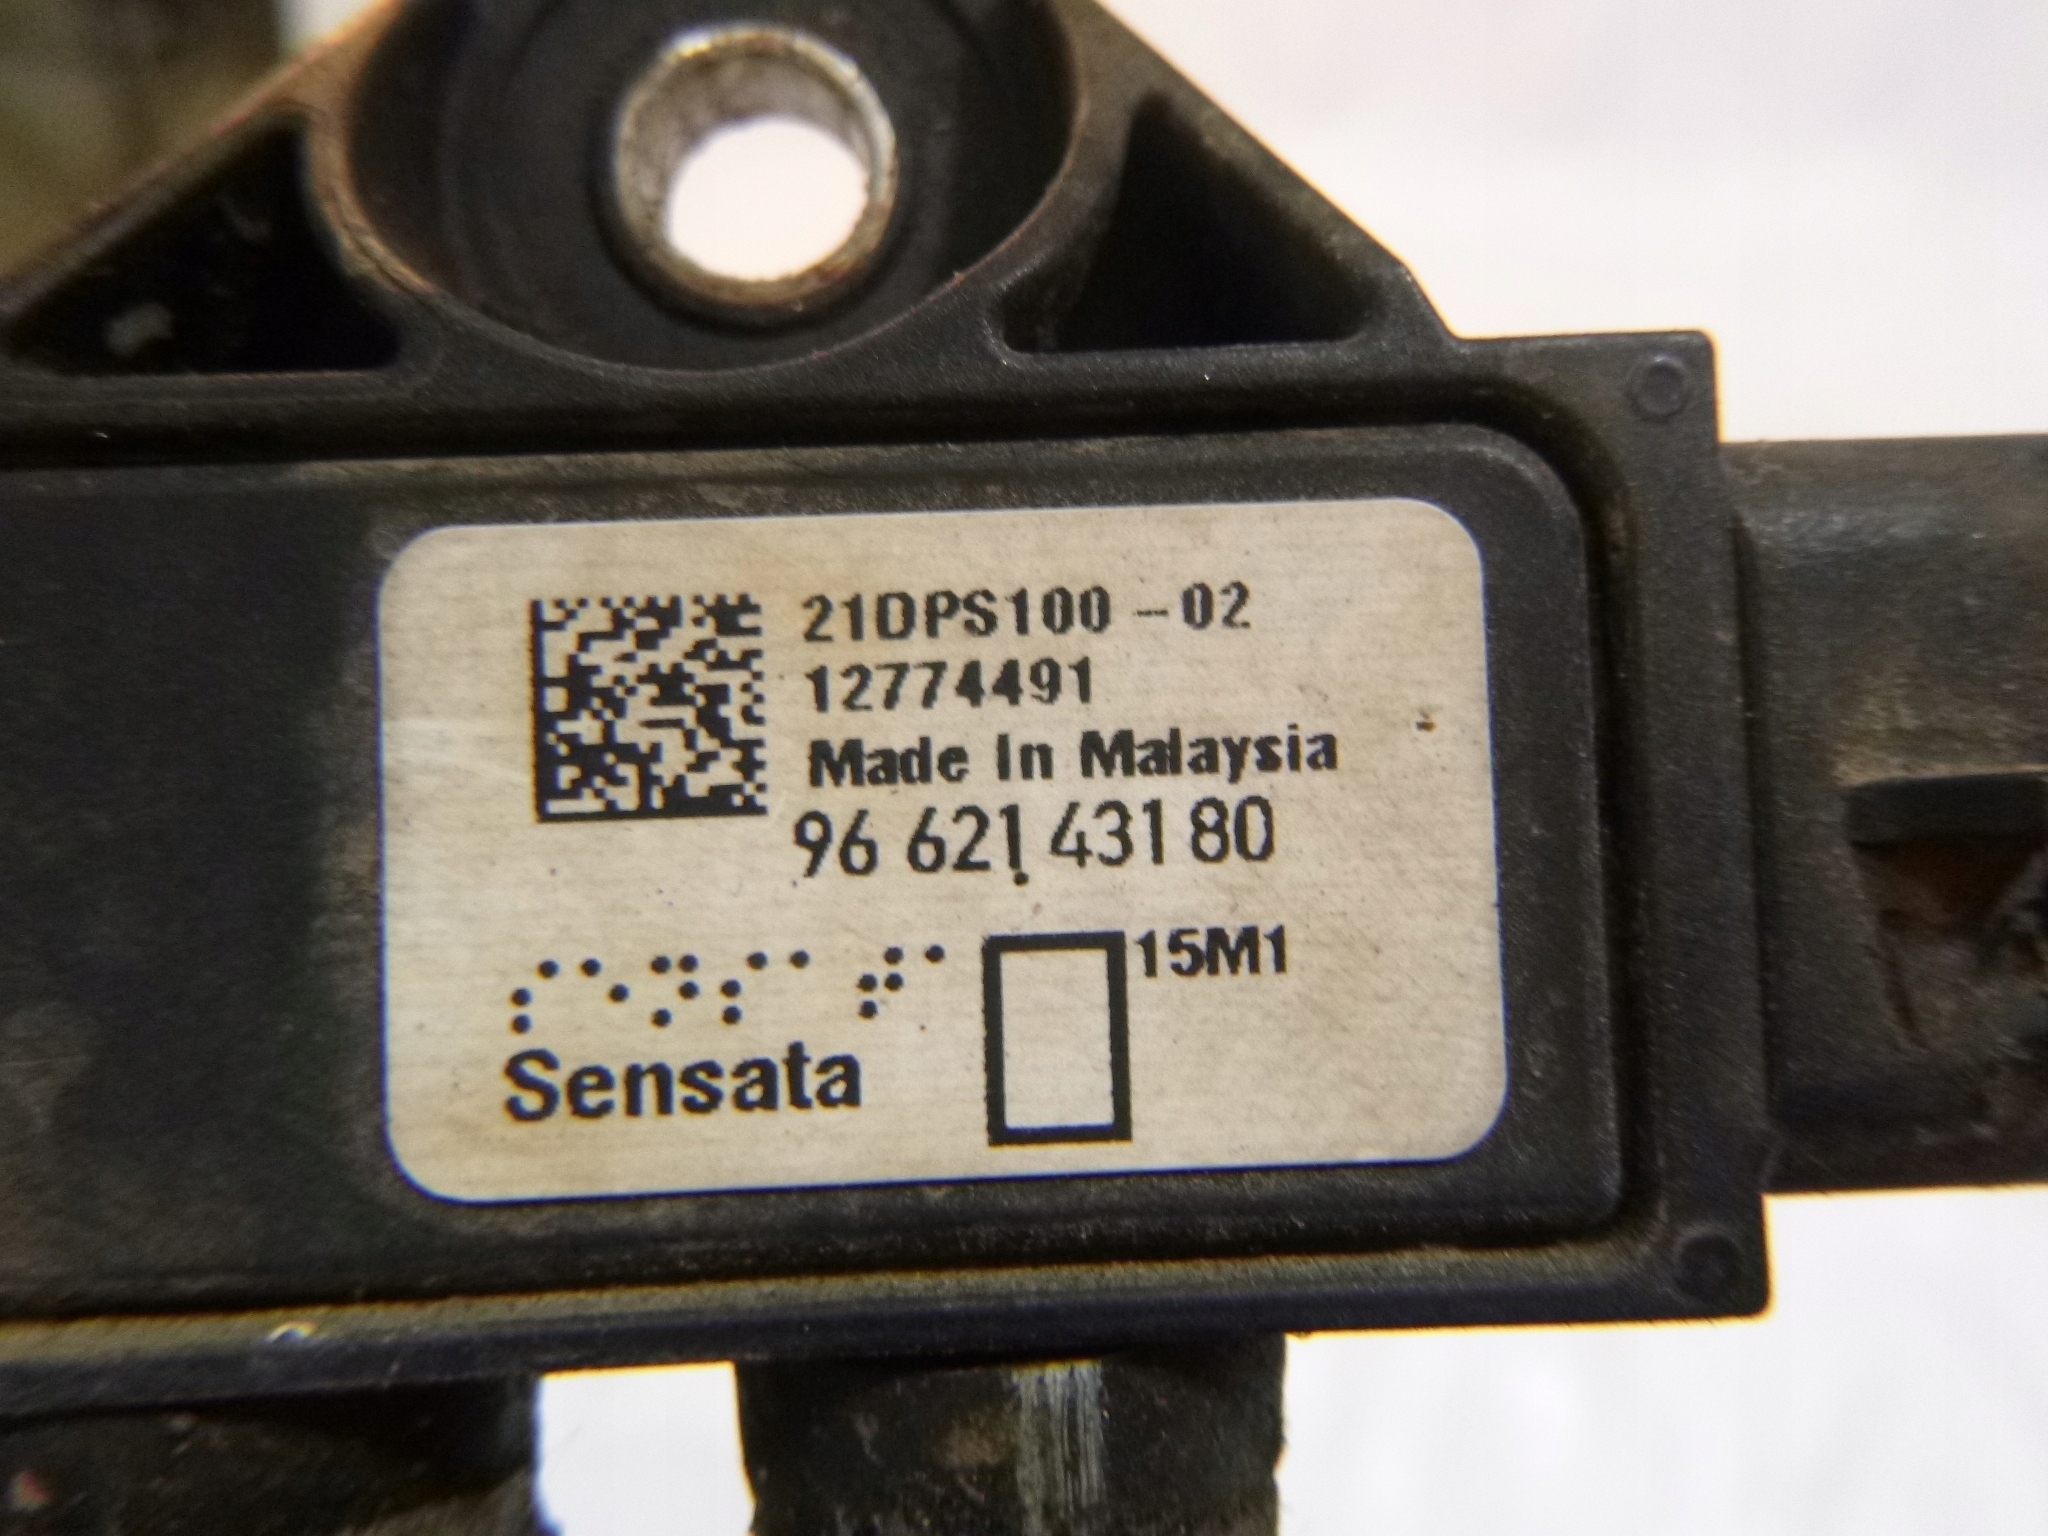 21DPS100-02
12774491
Made In Malaysia
96 621 431 80
15M1
Sensata